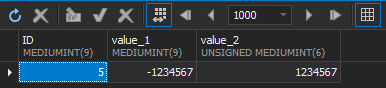 1000
ID value_1 value_2
MEDIUMINT(9) MEDIUMINT(9) UNSIGNED MEDIUMINT(6)
5 -1234567 1234567